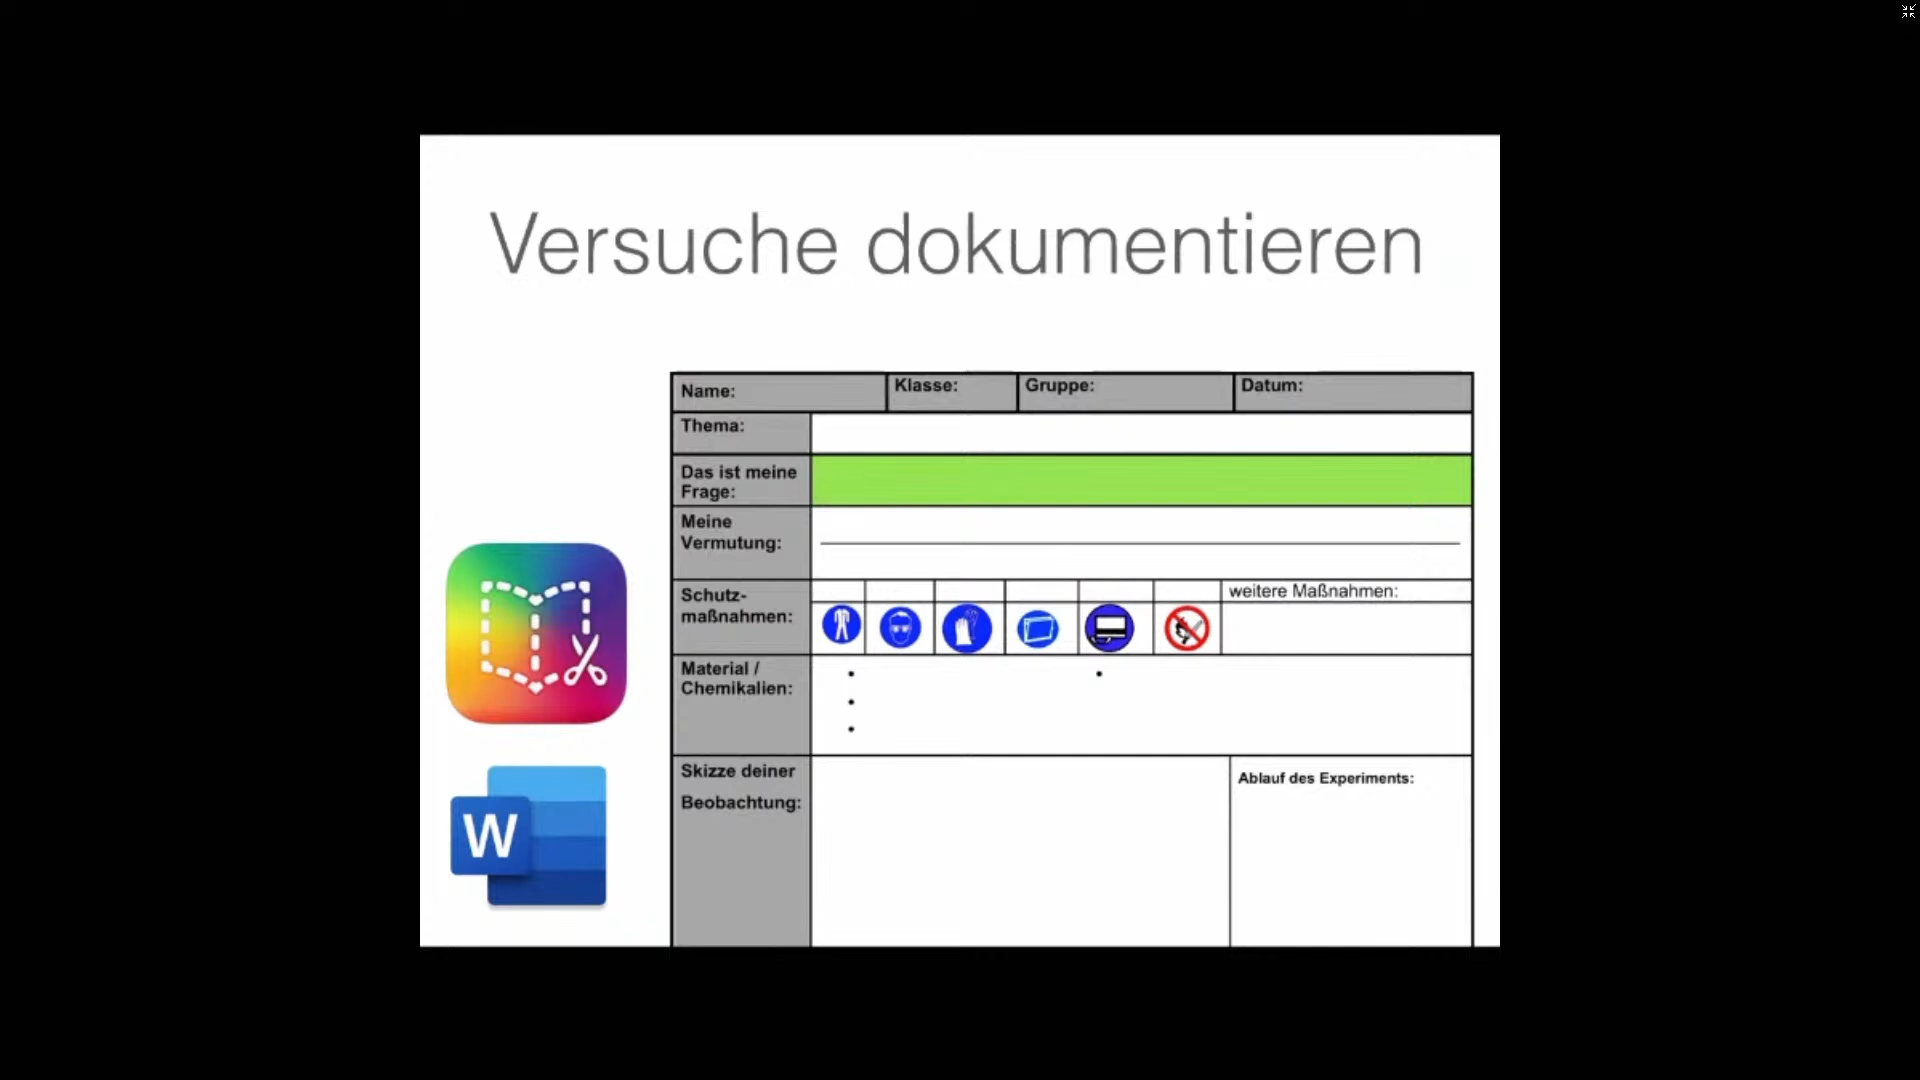 Versuche dokumentieren
Name:
Klasse:
Gruppe:
Datum:
Thema:
Das ist meine
Frage:
Meine
Vermutung:
Schutz-
maßnahmen:
weitere Maßnahmen:
Material /
Chemikalien:
Skizze deiner
Beobachtung:
Ablauf des Experiments:
W